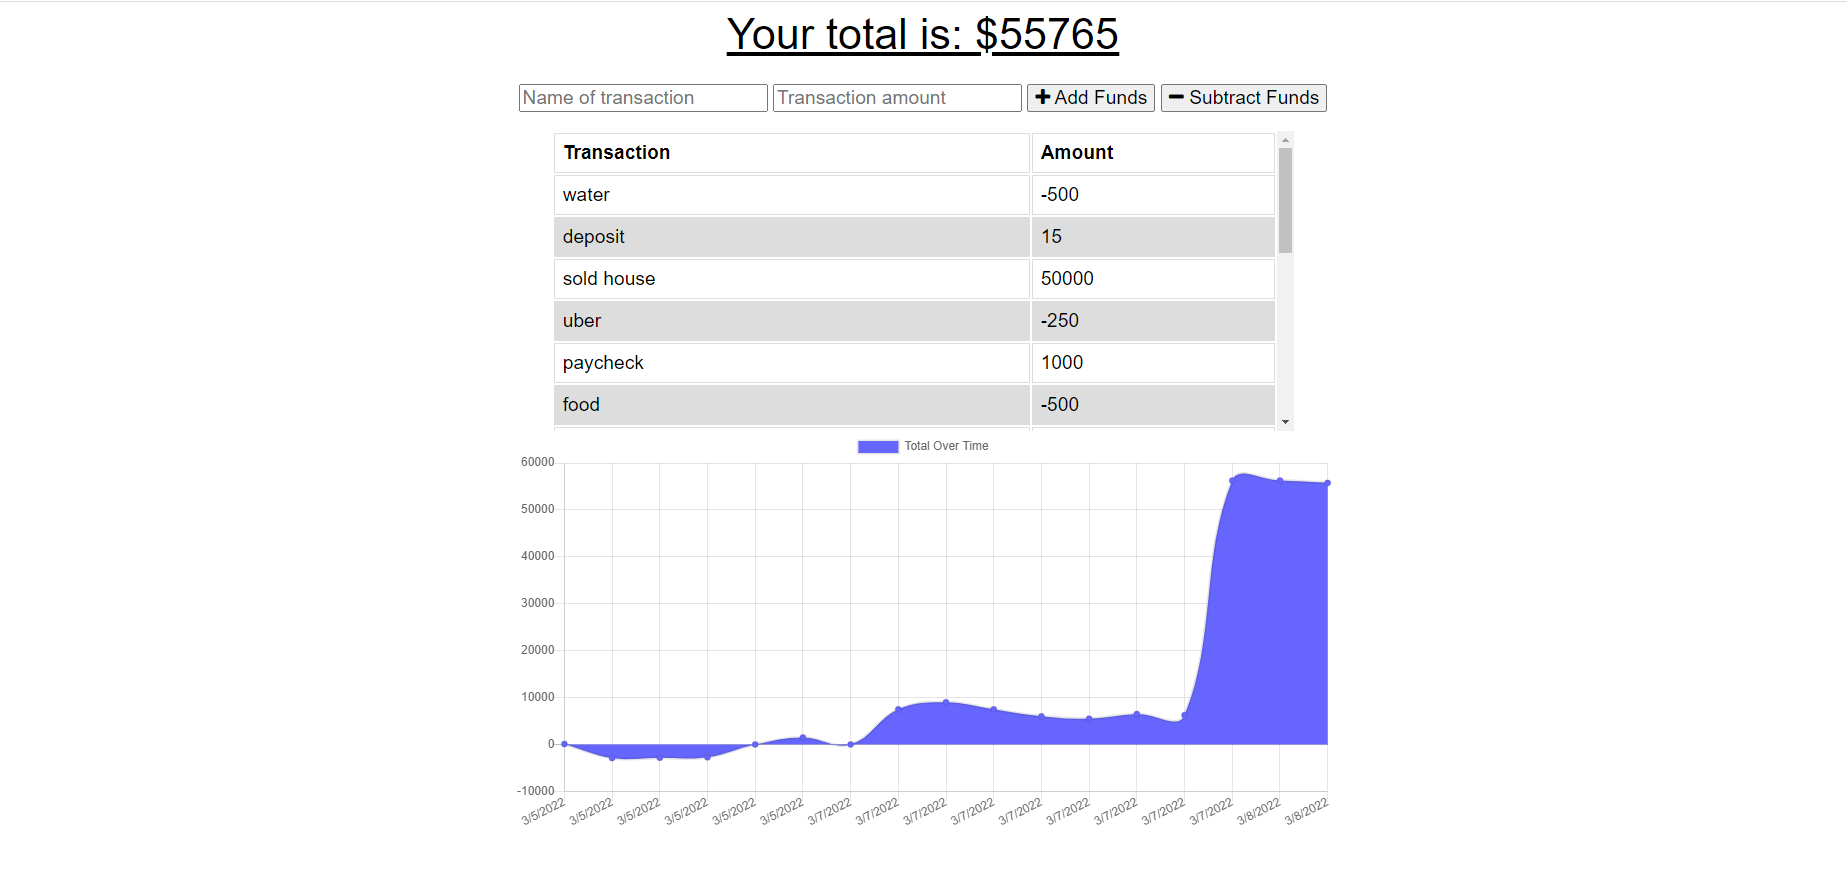 Your total is: $55765
Name of transaction Transaction amount Add Funds Subtract Funds
Transaction Amount
water -500
deposit 15
sold house 50000
uber -250
paycheck 1000
food -500
Total Over Time
60000
50000
40000
30000
20000
10000
0
-10000
3/5/2022 3/5/2022 3/5/2022 3/5/2022 3/5/2022 3/5/2022 3/7/2022 3/7/2022 3/7/2022 3/7/2022 3/7/2022 3/7/2022 3/7/2022 3/7/2022 3/7/2022 3/8/2022 3/8/2022